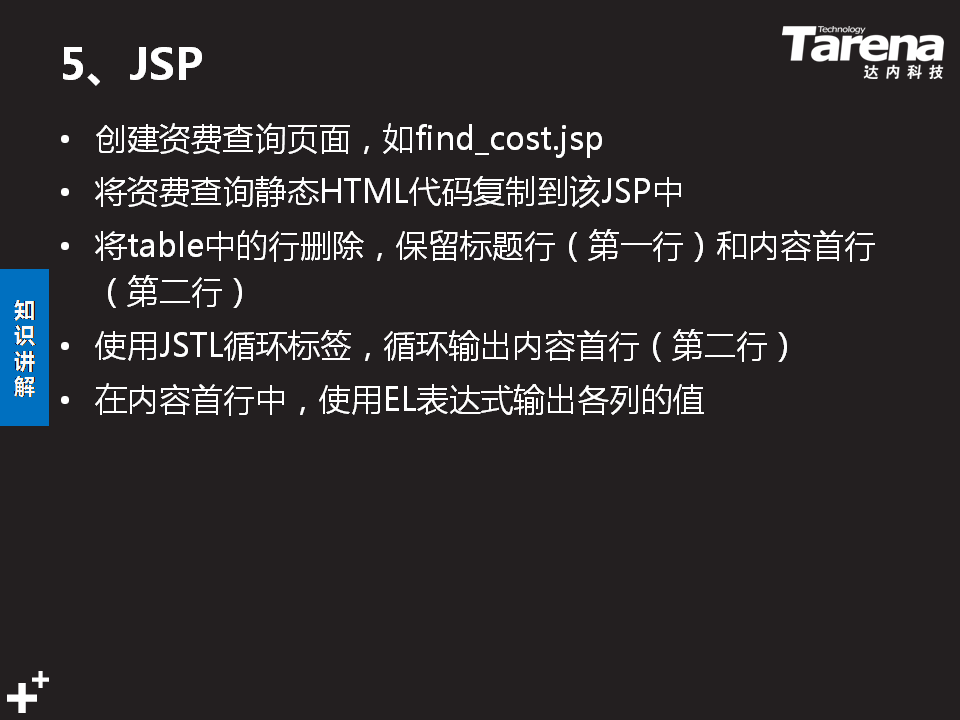 5、JSP
Technology
Tarena
达内科技
• 创建资费查询页面，如find_cost.jsp
• 将资费查询静态HTML代码复制到该JSP中
• 将table中的行删除，保留标题行（第一行）和内容首行
（第二行）
• 使用JSTL循环标签，循环输出内容首行（第二行）
• 在内容首行中，使用EL表达式输出各列的值
知
识
讲
解